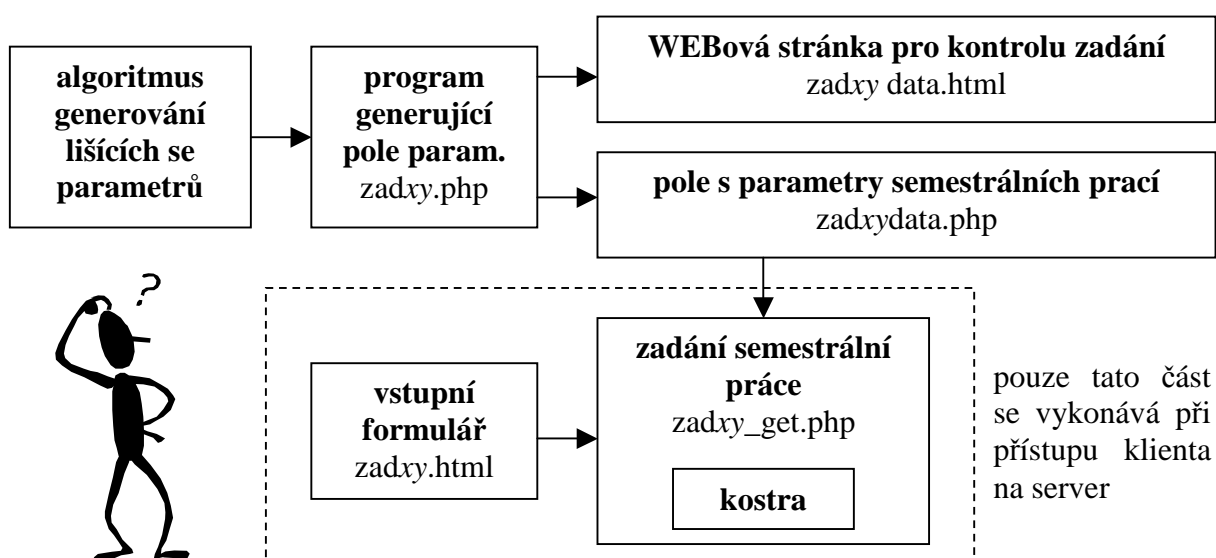 algoritmus
generování
lišících se
parametrů
program
generující
pole param.
zadxy.php
WEBová stránka pro kontrolu zadání
zadxy data.html
pole s parametry semestrálních prací
zadxydata.php
?
vstupní
formulář
zadxy.html
zadání semestrální
práce
zadxy_get.php
kostra
pouze tato část
se vykonává při
přístupu klienta
na server